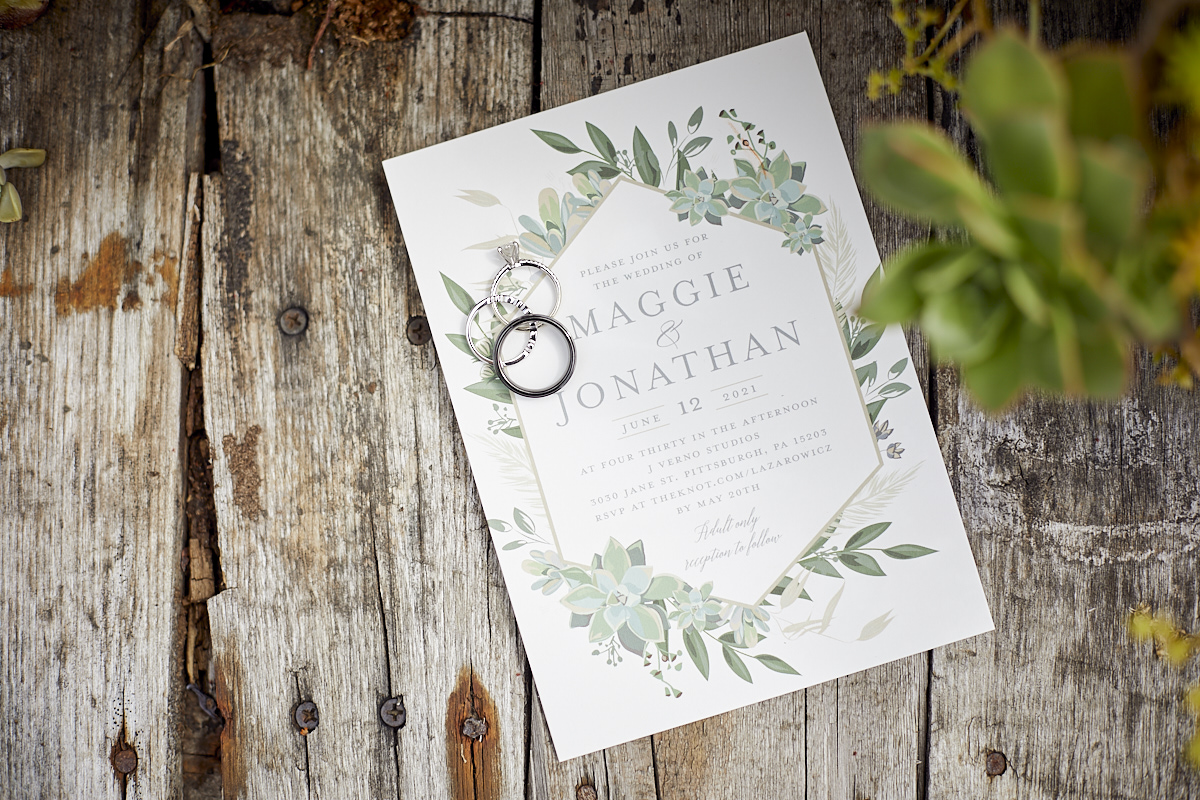 PLEASE JOIN US FOR
THE WEDDING OF
MAGGIE
&
JONATHAN
JUNE 12 2021
AT FOUR THIRTY IN THE AFTERNOON
J VERNO STUDIOS
3030 JANE ST, PITTSBURGH, PA 15203
RSVP AT THEKNOT.COM/LAZAROWICZ
BY MAY 20TH
Adult only
reception to follow